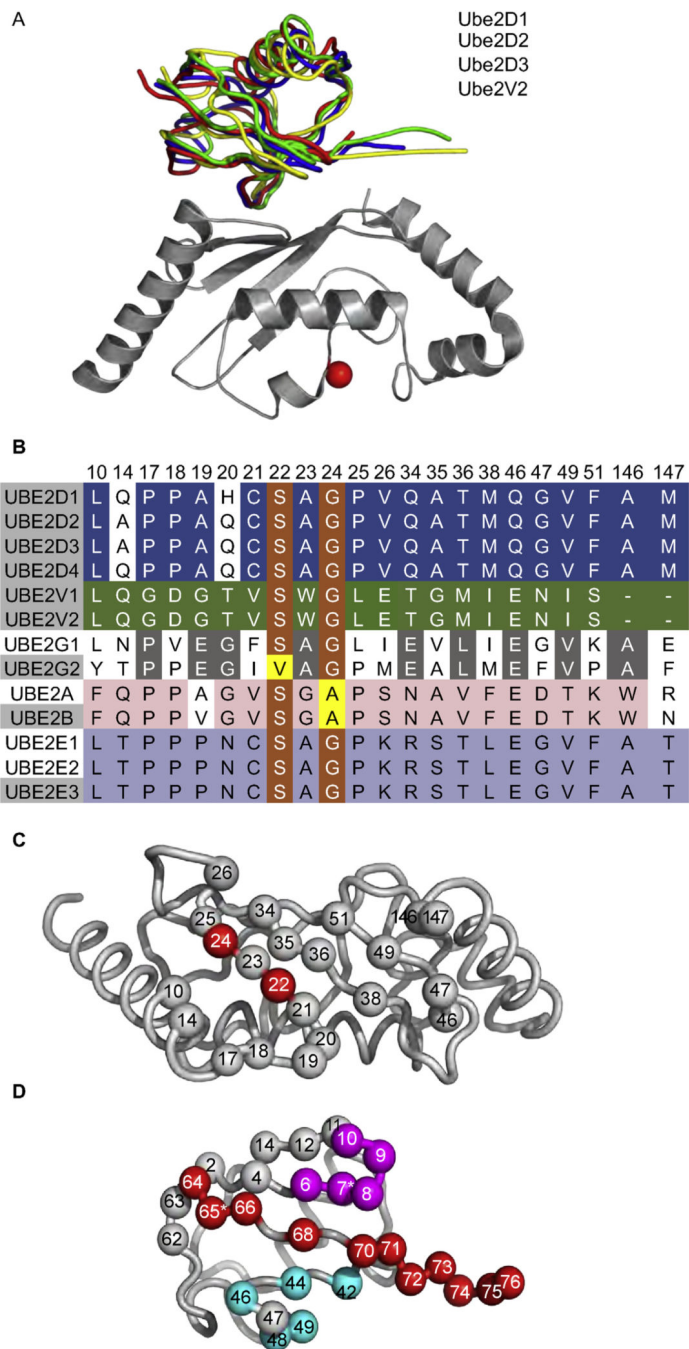 A
Ube2D1
Ube2D2
Ube2D3
Ube2V2
B
10 14 17 18 19 20 21 22 23 24 25 26 34 36 38 46 47 49 51 146 147
UBE2D1 L Q P P A H C S A G P V Q A T M Q G V F A M
UBE2D2 L A P P A Q C S A G P V Q A T M Q G V F A M
UBE2D3 L A P P A Q C S A G P V Q A T M Q G V F A M
UBE2D4 L Q P P A Q C S A G P V Q A T M Q G V F A M
UBE2V1 L Q G D G T V S W G L E T G M I E N I S - -
UBE2V2 L Q G D G T V S W G L E T G M I E N I S - -
UBE2G1 L N P V E G F S A G L I E V L I E G V K A E
UBE2G2 Y T P P E G I V A G P M E A L M E F V P A F
UBE2A F Q P P A G V S G A P S N A V F E D T K W R
UBE2B F Q P P V G V S G A P S N A V F E D T K W R
UBE2E1 L T P P P N C S A G P K R S T L E G V F A T
UBE2E2 L T P P P N C S A G P K R S T L E G V F A T
UBE2E3 L T P P P N C S A G P K R S T L E G V F A T
C
26
25 34 51 146 147
24 35
23 36 49
22
10 38 47
14 21 46
20
17 18 19
D
11 10
14 12 9
2 4
64 6 7* 8
63 65* 66
62 68 70 71
72 73
46 44 42 74 75 76
47
48 49